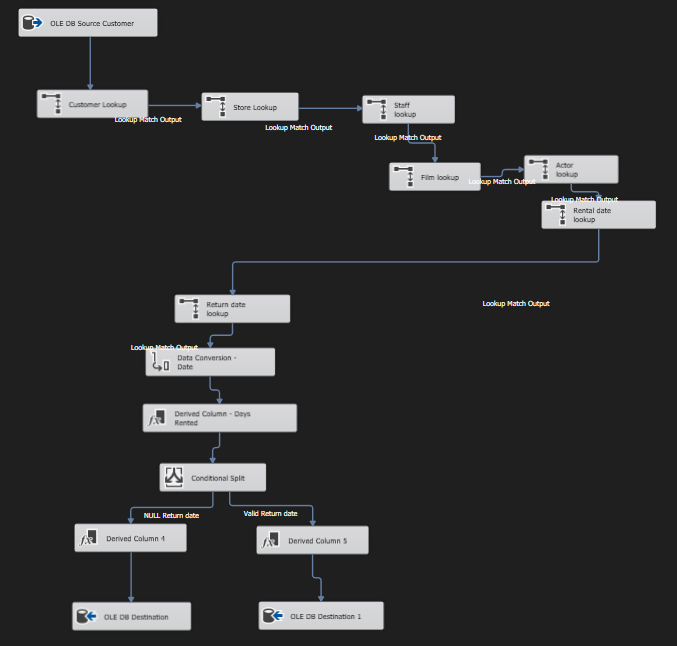 OLE DB Source Customer
Customer Lookup
Lookup Match Output
Store Lookup
Lookup Match Output
Staff
lookup
Lookup Match Output
Film lookup
Lookup Match Output
Actor
lookup
Lookup Match Output
Rental date
lookup
Lookup Match Output
Return date
lookup
Lookup Match Output
Data Conversion -
Date
Derived Column - Days
Rented
Conditional Split
NULL Return date
Valid Return date
Derived Column 4
Derived Column 5
OLE DB Destination
OLE DB Destination 1